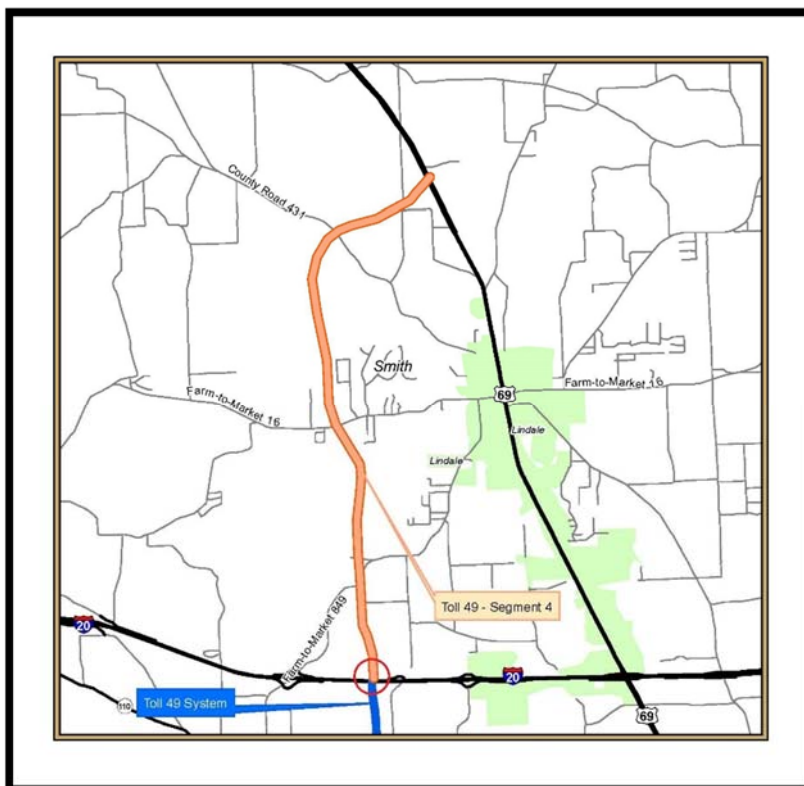 County Road 431
Smith
Farm-to-Market 16
Farm-to-Market 16
69
Lindale
Lindale
Toll 49 - Segment 4
Farm-to-Market 849
20
20
110
Toll 49 System
69